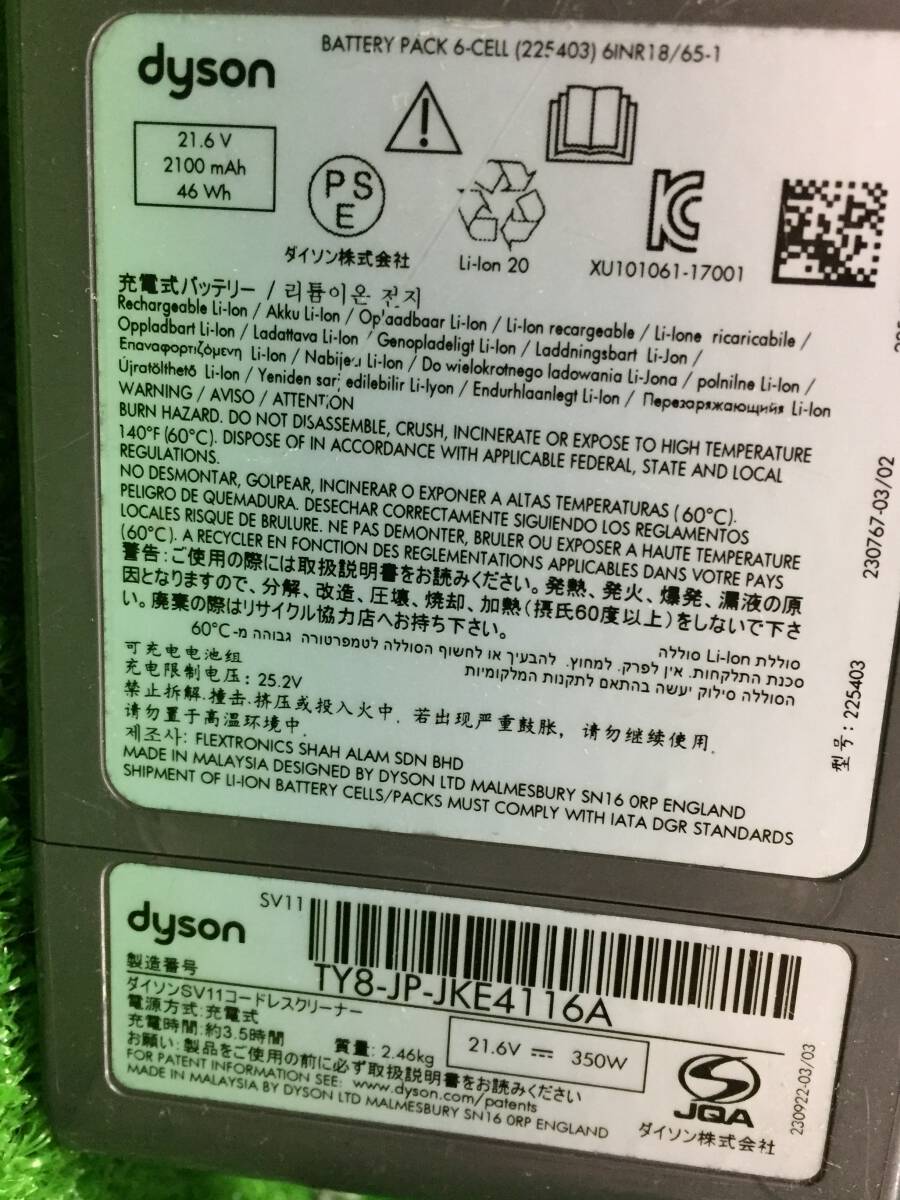 dyson
BATTERY PACK 6-CELL (225403) 6INR18/65-1
21.6 V
2100 mAh
46 Wh
PS
E
ダイソン株式会社
Li-Ion 20
XU101061-17001
充電式バッテリー / 리튬이온 전지
Rechargeable Li-Ion / Akku Li-Ion / Op'aadbaar Li-Ion / Li-Ion recargeable / Li-Ione ricaricabile /
Oppladbart Li-Ion / Ladattava Li-Ion / Genopladeligt Li-Ion / Laddningsbart Li-Jon /
Επαναφορτιζόμενη Li-Ion / Nabije Li-Ion / Do wielokrotnego ladowania Li-Jona / polnilne Li-Ion /
Újratölthető Li-Ion / Yeniden sarj edilebilir Li-Iyon / Endurhlaanlegt Li-Ion / Перезаряжающийя Li-Ion
WARNING / AVISO / ATTENTION
BURN HAZARD. DO NOT DISASSEMBLE, CRUSH, INCINERATE OR EXPOSE TO HIGH TEMPERATURE
140°F (60°C). DISPOSE OF IN ACCORDANCE WITH APPLICABLE FEDERAL, STATE AND LOCAL
REGULATIONS.
NO DESMONTAR, GOLPEAR, INCINERAR O EXPONER A ALTAS TEMPERATURAS (60°C).
PELIGRO DE QUEMADURA. DESECHAR CORRECTAMENTE SIGUIENDO LOS REGLAMENTOS
LOCALES RISQUE DE BRULURE. NE PAS DEMONTER, BRULER OU EXPOSER A HAUTE TEMPERATURE
(60°C). A RECYCLER EN FONCTION DES REGLEMENTATIONS APPLICABLES DANS VOTRE PAYS
警告:ご使用の際には取扱説明書をお読みください。発熱、発火、爆発、漏液の原
因となりますので、分解、改造、圧壊、焼却、加熱(摂氏60度以上)をしないで下さ
い。廃棄の際はリサイクル協力店へお持ち下さい。
סוללת Li-Ion סוללה
סכנת התלקחות. אין לפרק. למחוץ. להבעיך או לחשוף הסוללה לטמפרטורה גבוהה מ-60°C
הסוללה סילוק יעשה בהתאם לתקנות המלקומיות
可充电电池组
充电限制电压: 25.2V
禁止拆解.撞击.挤压或投入火中. 若出现严重鼓胀, 请勿继续使用.
请勿置于高温环境中.
제조사: FLEXTRONICS SHAH ALAM SDN BHD
MADE IN MALAYSIA DESIGNED BY DYSON LTD MALMESBURY SN16 0RP ENGLAND
SHIPMENT OF LI-ION BATTERY CELLS/PACKS MUST COMPLY WITH IATA DGR STANDARDS
230767-03/02
型号: 225403
dyson
SV11
製造番号
TY8-JP-JKE4116A
ダイソンSV11コードレスクリーナー
電源方式:充電式
充電時間:約3.5時間
質量: 2.46kg
21.6V 350W
お願い:製品をご使用の前に必ず取扱説明書をお読みください
FOR PATENT INFORMATION SEE: www.dyson.com/patents
MADE IN MALAYSIA BY DYSON LTD MALMESBURY SN16 0RP ENGLAND
JQA
ダイソン株式会社
230922-03/03